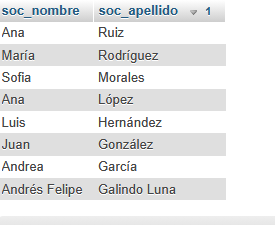 soc_nombre soc_apellido 1
Ana Ruiz
María Rodríguez
Sofia Morales
Ana López
Luis Hernández
Juan González
Andrea García
Andrés Felipe Galindo Luna